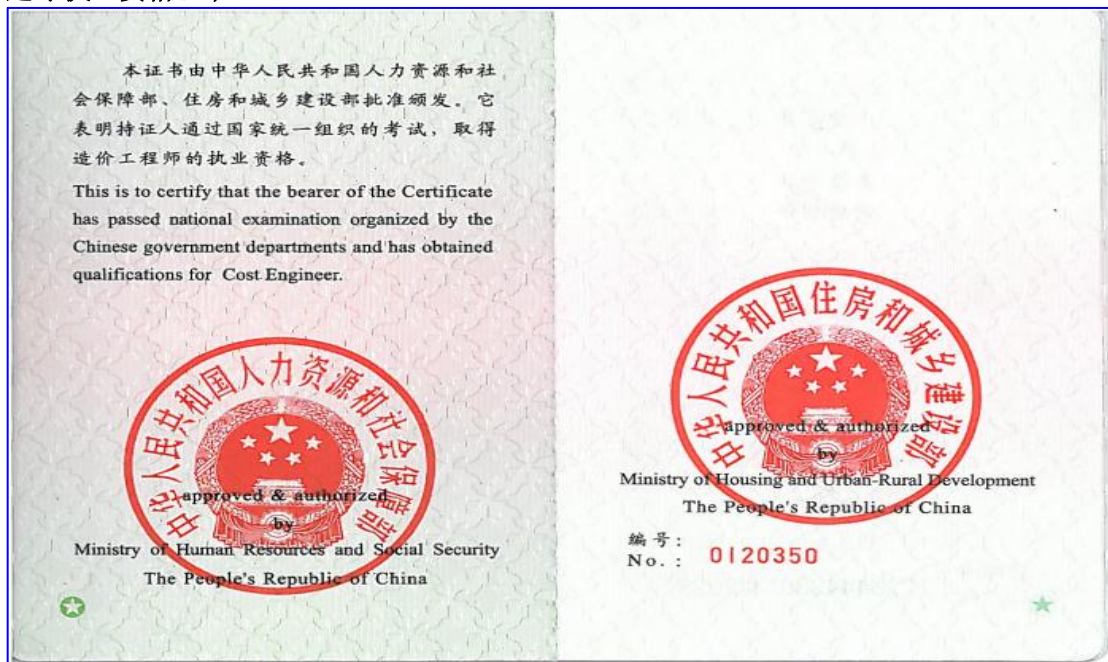 本证书由中华人民共和国人力资源和社
会保障部、住房和城乡建设部批准颁发。它
表明持证人通过国家统一组织的考试，取得
造价工程师的执业资格。
This is to certify that the bearer of the Certificate
has passed national examination organized by the
Chinese government departments and has obtained
qualifications for Cost Engineer.
中华人民共和国人力资源和社会保障部
approved & authorized
by
Ministry of Human Resources and Social Security
The People's Republic of China
中华人民共和国住房和城乡建设部
approved & authorized
by
Ministry of Housing and Urban-Rural Development
The People's Republic of China
编号：
No.： 0120350